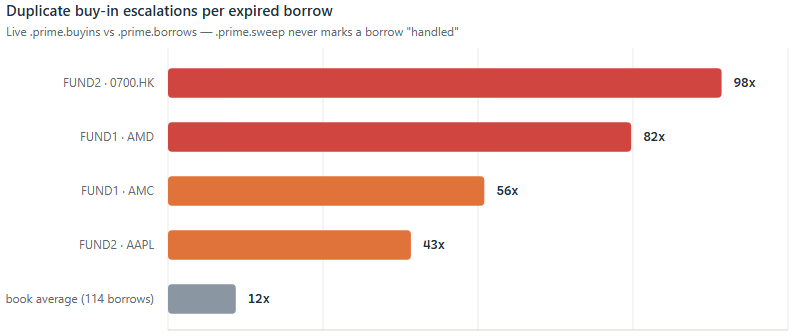 Duplicate buy-in escalations per expired borrow
Live .prime.buyins vs .prime.borrows — .prime.sweep never marks a borrow "handled"
FUND2 · 0700.HK 98x
FUND1 · AMD 82x
FUND1 · AMC 56x
FUND2 · AAPL 43x
book average (114 borrows) 12x